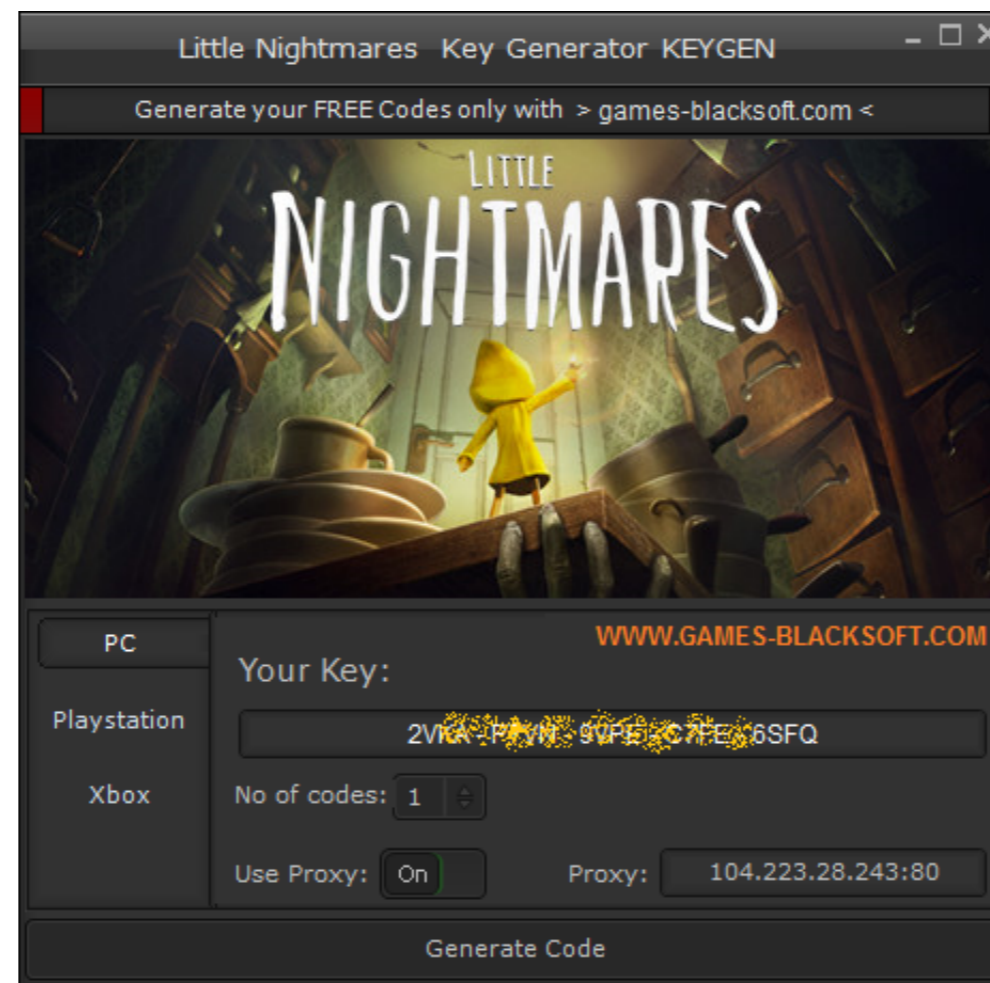 Little Nightmares Key Generator KEYGEN
Generate your FREE Codes only with > games-blacksoft.com <
LITTLE
NIGHTMARES
PC
WWW.GAMES-BLACKSOFT.COM
Your Key:
Playstation
6SFQ
Xbox
No of codes: 1
Use Proxy: On Proxy: 104.223.28.243:80
Generate Code